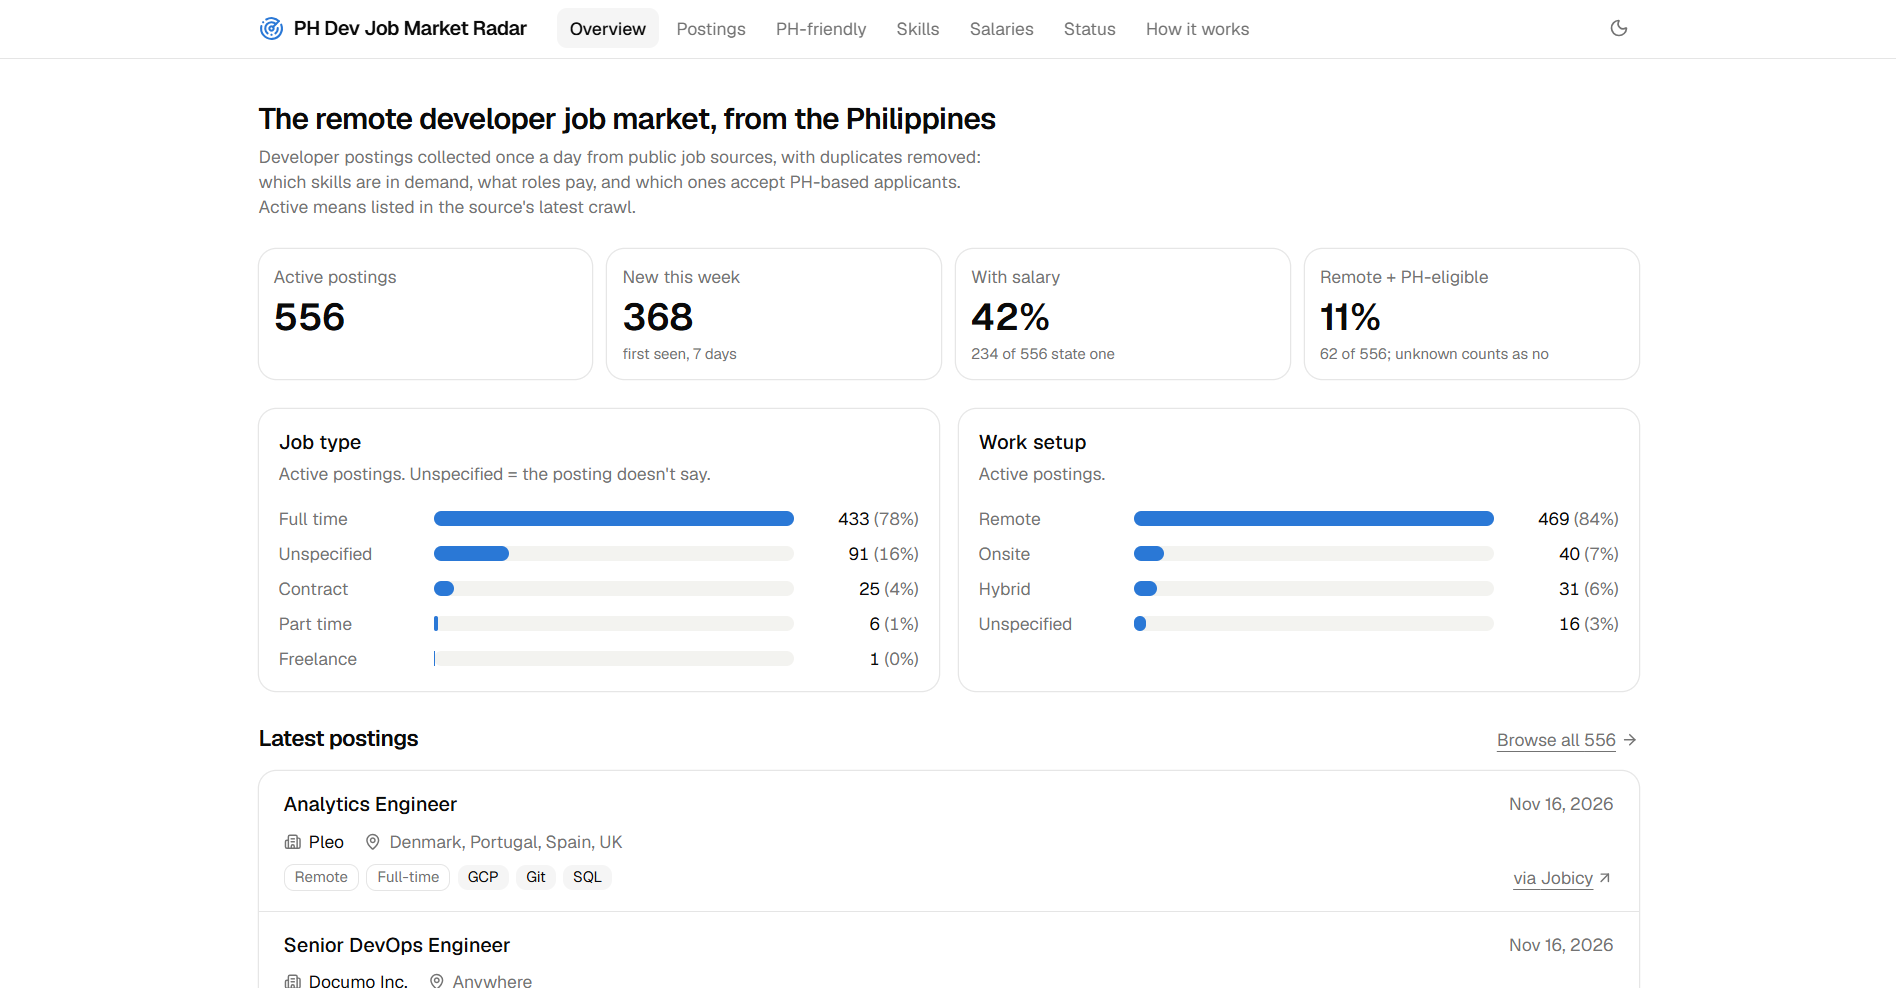 PH Dev Job Market Radar
Overview
Postings
PH-friendly
Skills
Salaries
Status
How it works
The remote developer job market, from the Philippines
Developer postings collected once a day from public job sources, with duplicates removed:
which skills are in demand, what roles pay, and which ones accept PH-based applicants.
Active means listed in the source's latest crawl.
Active postings
556
New this week
368
first seen, 7 days
With salary
42%
234 of 556 state one
Remote + PH-eligible
11%
62 of 556; unknown counts as no
Job type
Active postings. Unspecified = the posting doesn't say.
Full time 433 (78%)
Unspecified 91 (16%)
Contract 25 (4%)
Part time 6 (1%)
Freelance 1 (0%)
Work setup
Active postings.
Remote 469 (84%)
Onsite 40 (7%)
Hybrid 31 (6%)
Unspecified 16 (3%)
Latest postings
Browse all 556 →
Analytics Engineer
Nov 16, 2026
Pleo Denmark, Portugal, Spain, UK
Remote Full-time GCP Git SQL
via Jobicy ↗
Senior DevOps Engineer
Nov 16, 2026
Documo Inc. Anywhere